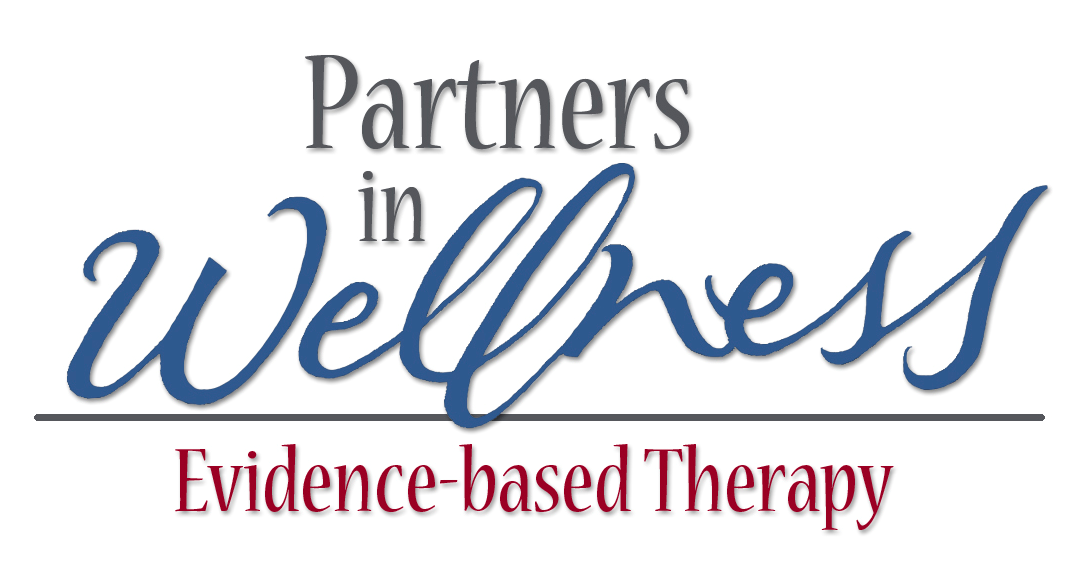 Partners
in
Wellness
Evidence-based Therapy